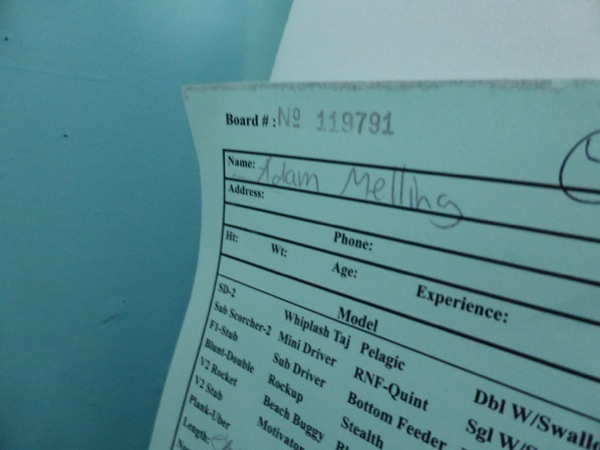 Board # : Nº 119791
Name: Adam Melling
Address:
Phone:
Ht: Wt: Age: Experience:
Model
SD-2 Whiplash Taj Pelagic
Sub Scorcher-2 Mini Driver RNF-Quint Dbl W/Swallo
F1-Stub Sub Driver Bottom Feeder Sgl W/S
Blunt-Double Rockup Stealth
V2 Rocket Beach Buggy
V2 Stub Motivator
Plank-Uber
Length: